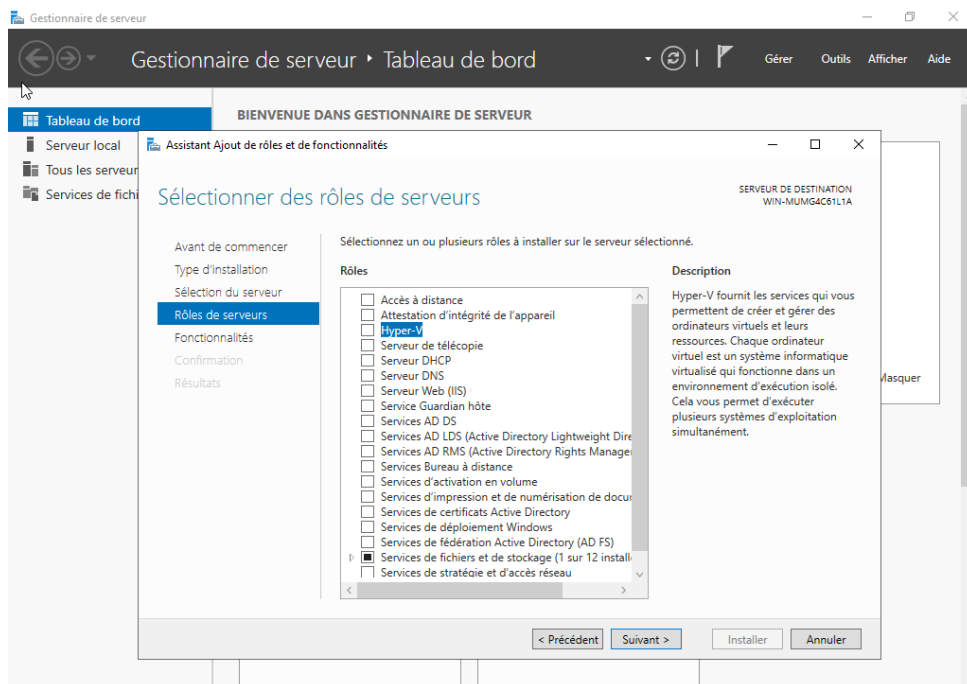 Gestionnaire de serveur
Gestionnaire de serveur ‣ Tableau de bord
Gérer Outils Afficher Aide
Tableau de bord
Serveur local
Tous les serveur
Services de fichi
BIENVENUE DANS GESTIONNAIRE DE SERVEUR
Assistant Ajout de rôles et de fonctionnalités
Sélectionner des rôles de serveurs
SERVEUR DE DESTINATION
WIN-MUMG4C61L1A
Avant de commencer
Type d'installation
Sélection du serveur
Rôles de serveurs
Fonctionnalités
Confirmation
Résultats
Sélectionnez un ou plusieurs rôles à installer sur le serveur sélectionné.
Rôles
Accès à distance
Attestation d'intégrité de l'appareil
Hyper-V
Serveur de télécopie
Serveur DHCP
Serveur DNS
Serveur Web (IIS)
Service Guardian hôte
Services AD DS
Services AD LDS (Active Directory Lightweight Dire
Services AD RMS (Active Directory Rights Manage
Services Bureau à distance
Services d'activation en volume
Services d'impression et de numérisation de docu
Services de certificats Active Directory
Services de déploiement Windows
Services de fédération Active Directory (AD FS)
Services de fichiers et de stockage (1 sur 12 install
Services de stratégie et d'accès réseau
Description
Hyper-V fournit les services qui vous
permettent de créer et gérer des
ordinateurs virtuels et leurs
ressources. Chaque ordinateur
virtuel est un système informatique
virtualisé qui fonctionne dans un
environnement d'exécution isolé.
Cela vous permet d'exécuter
plusieurs systèmes d'exploitation
simultanément.
Masquer
< Précédent
Suivant >
Installer
Annuler